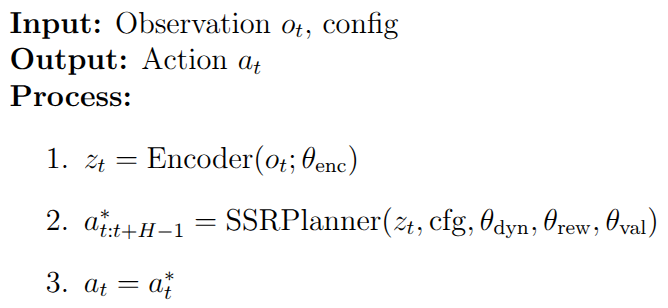 Input: Observation $o_t$, config
Output: Action $a_t$
Process:
1. $z_t = \text{Encoder}(o_t; \theta_{\text{enc}})$
2. $a^*_{t:t+H-1} = \text{SSRPlanner}(z_t, \text{cfg}, \theta_{\text{dyn}}, \theta_{\text{rew}}, \theta_{\text{val}})$
3. $a_t = a^*_t$